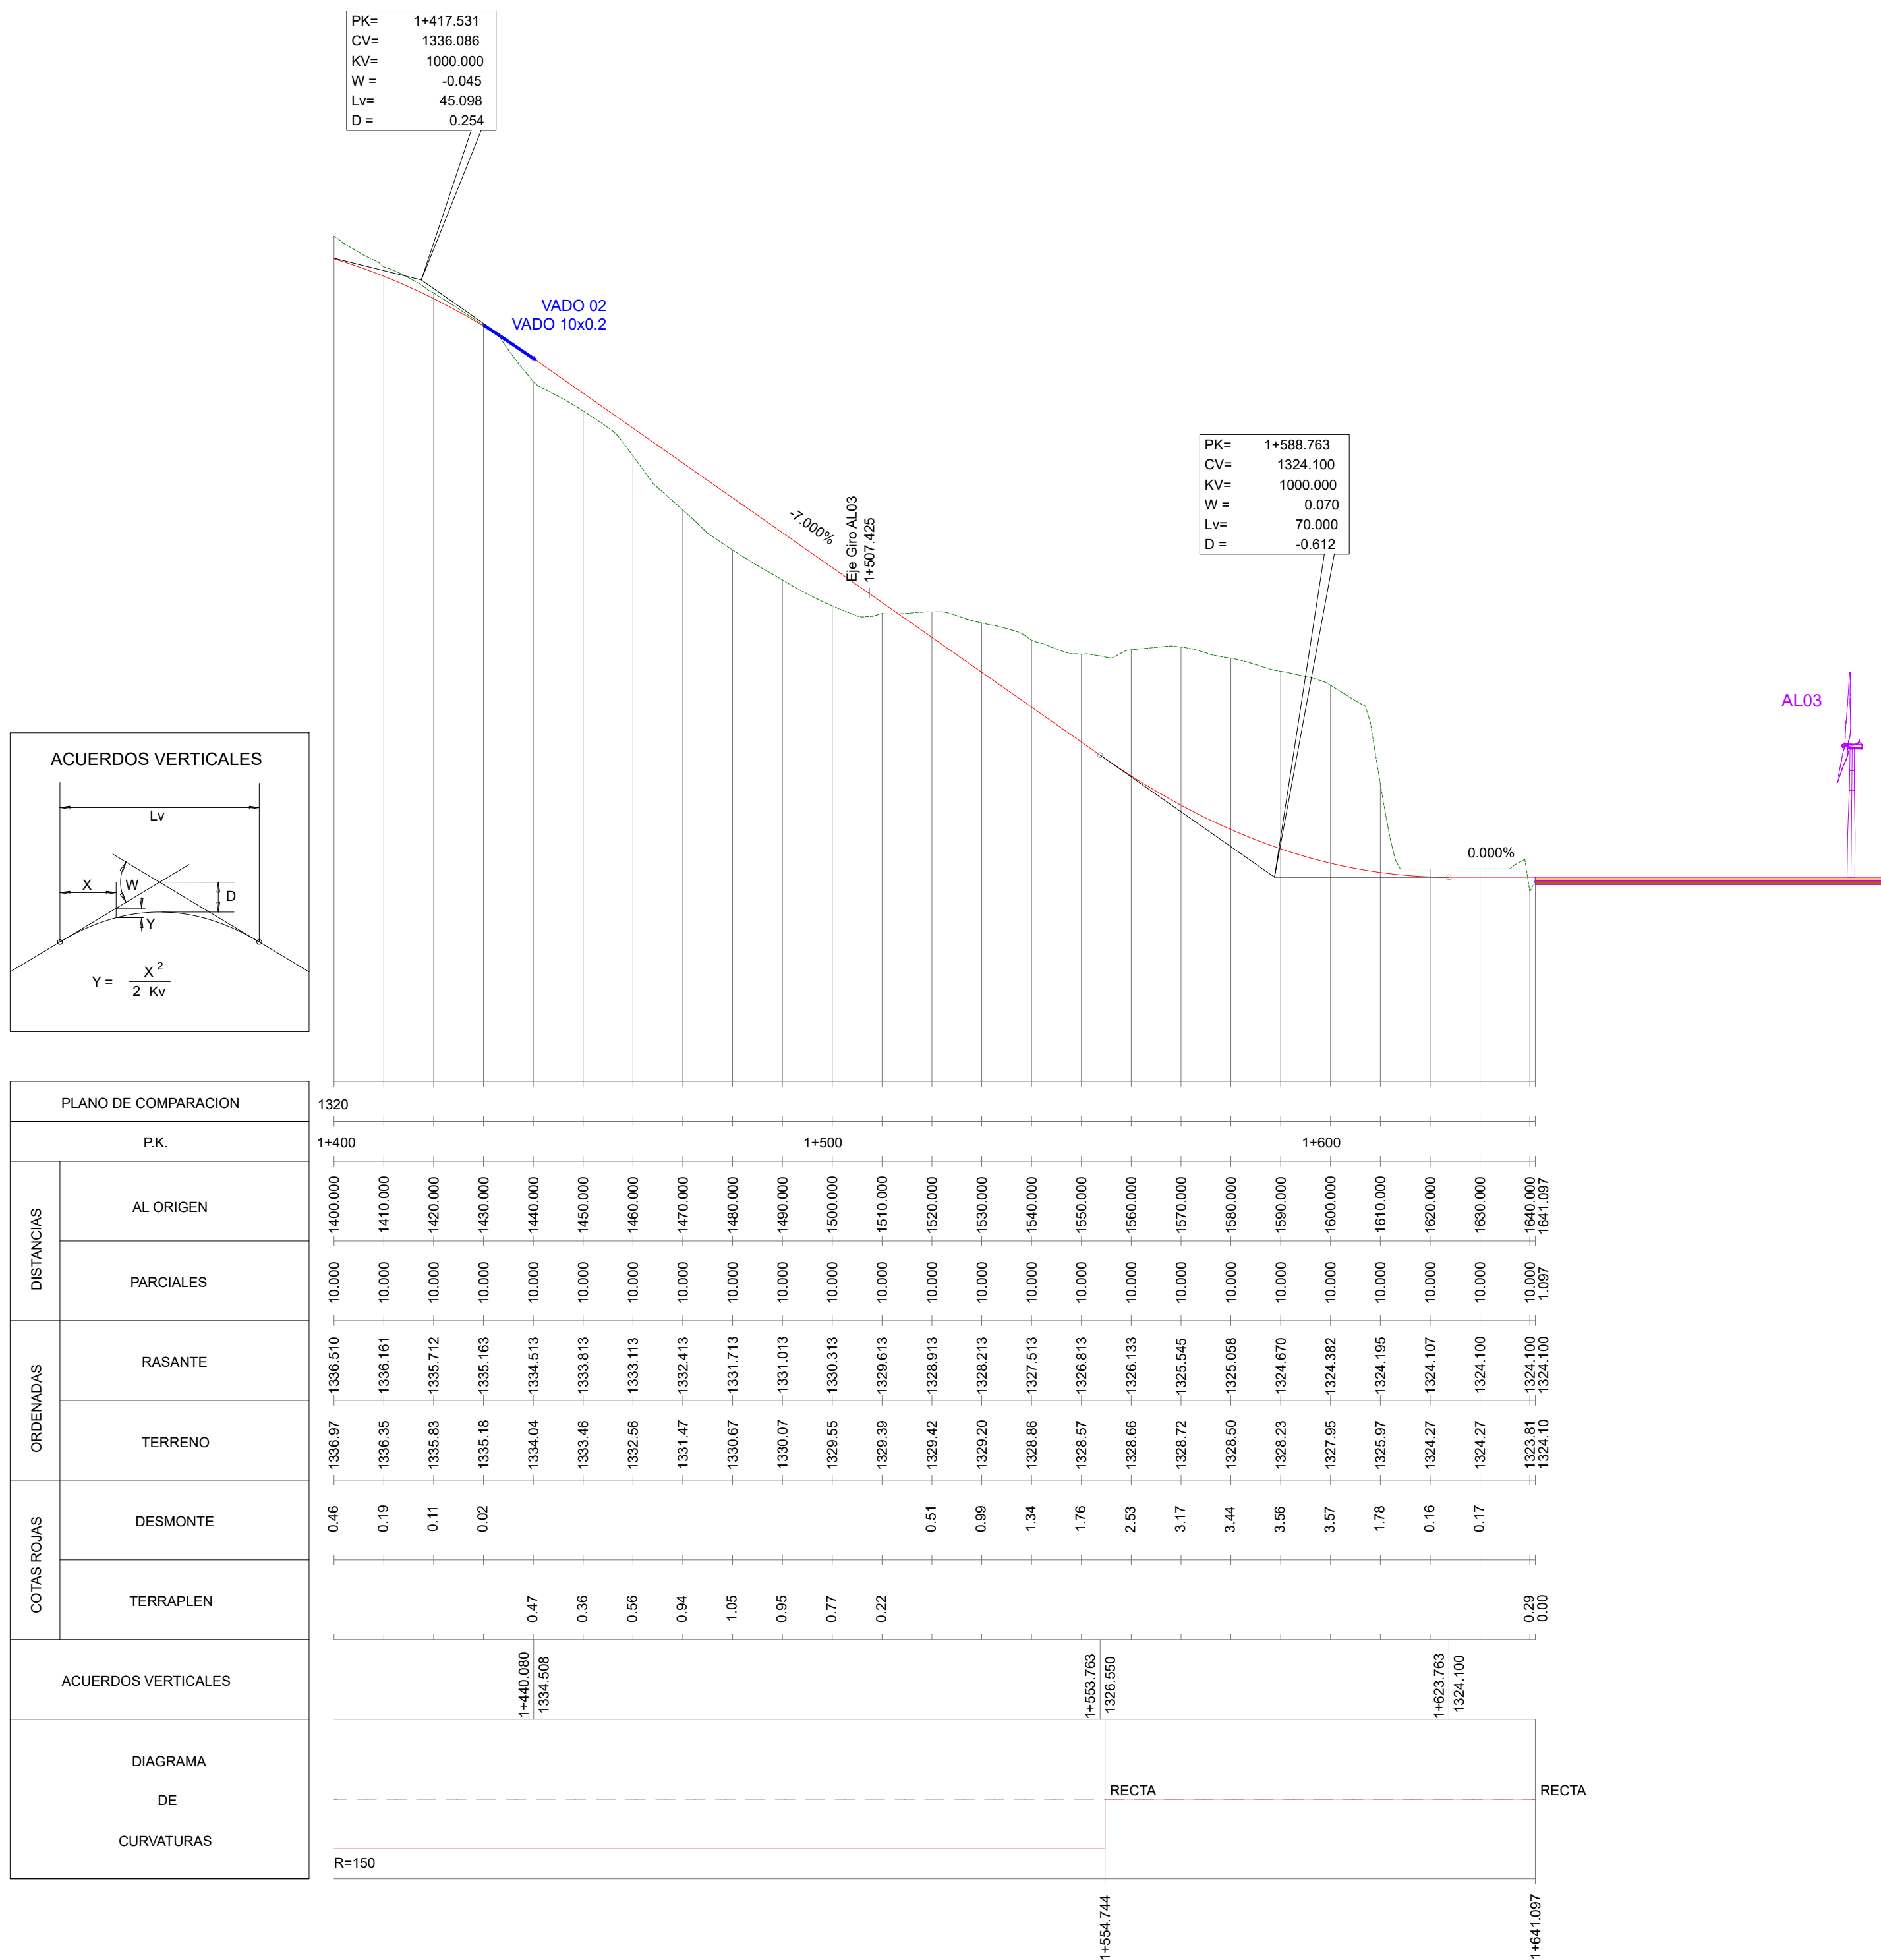 PK= 1+417.531
CV= 1336.086
KV= 1000.000
W = -0.045
Lv= 45.098
D = 0.254
VADO 02
VADO 10x0.2
-7.000%
Eje Giro AL03
1+507.425
PK= 1+588.763
CV= 1324.100
KV= 1000.000
W = 0.070
Lv= 70.000
D = -0.612
0.000%
AL03
ACUERDOS VERTICALES
Lv
X
W
D
Y
Y = X 2
2 Kv
PLANO DE COMPARACION 1320
P.K. 1+400 1+500 1+600
DISTANCIAS
AL ORIGEN 1400.000 1410.000 1420.000 1430.000 1440.000 1450.000 1460.000 1470.000 1480.000 1490.000 1500.000 1510.000 1520.000 1530.000 1540.000 1550.000 1560.000 1570.000 1580.000 1590.000 1600.000 1610.000 1620.000 1630.000 1640.000 1641.097
PARCIALES 10.000 10.000 10.000 10.000 10.000 10.000 10.000 10.000 10.000 10.000 10.000 10.000 10.000 10.000 10.000 10.000 10.000 10.000 10.000 10.000 10.000 10.000 10.000 10.000 10.000 1.097
ORDENADAS
RASANTE 1336.510 1336.161 1335.712 1335.163 1334.513 1333.813 1333.113 1332.413 1331.713 1331.013 1330.313 1329.613 1328.913 1328.213 1327.513 1326.813 1326.133 1325.545 1325.058 1324.670 1324.382 1324.195 1324.107 1324.100 1324.100 1324.100
TERRENO 1336.97 1336.35 1335.83 1335.18 1334.04 1333.46 1332.56 1331.47 1330.67 1330.07 1329.55 1329.39 1329.42 1329.20 1328.86 1328.57 1328.66 1328.72 1328.50 1328.23 1327.95 1325.97 1324.27 1324.27 1323.81 1324.10
COTAS ROJAS
DESMONTE 0.46 0.19 0.11 0.02 0.51 0.99 1.34 1.76 2.53 3.17 3.44 3.56 3.57 1.78 0.16 0.17
TERRAPLEN 0.47 0.36 0.56 0.94 1.05 0.95 0.77 0.22 0.29 0.00
ACUERDOS VERTICALES 1+440.080 1334.508 1+553.763 1326.550 1+623.763 1324.100
DIAGRAMA
DE
CURVATURAS
RECTA RECTA
R=150
1+554.744 1+641.097